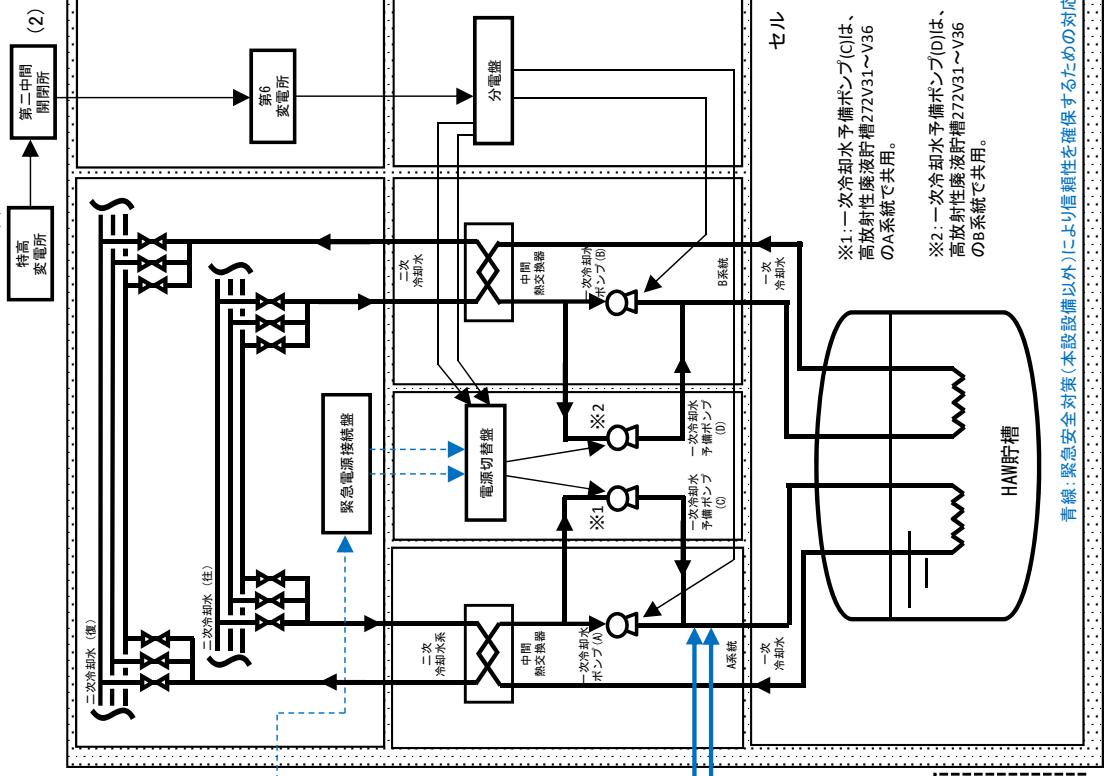 (2)
第二中間
開閉所
特高
変電所
第6
変電所
分電盤
セル
※1:一次冷却水予備ポンプ(C)は、
高放射性廃液貯槽272V31～V36
のA系統で共用。
※2:一次冷却水予備ポンプ(D)は、
高放射性廃液貯槽272V31～V36
のB系統で共用。
二次冷却水(復)
二次冷却水(往)
緊急電源接続盤
電源切替盤
二次
冷却水
中間
熱交換器
一次冷却水
ポンプ(B)
B系統
一次
冷却水
※2
一次冷却水
予備ポンプ
(D)
※1
一次冷却水
予備ポンプ
(C)
二次
冷却水系
中間
熱交換器
一次冷却水
ポンプ(A)
A系統
一次
冷却水
HAW貯槽
青線:緊急安全対策(本設設備以外)により信頼性を確保するための対応